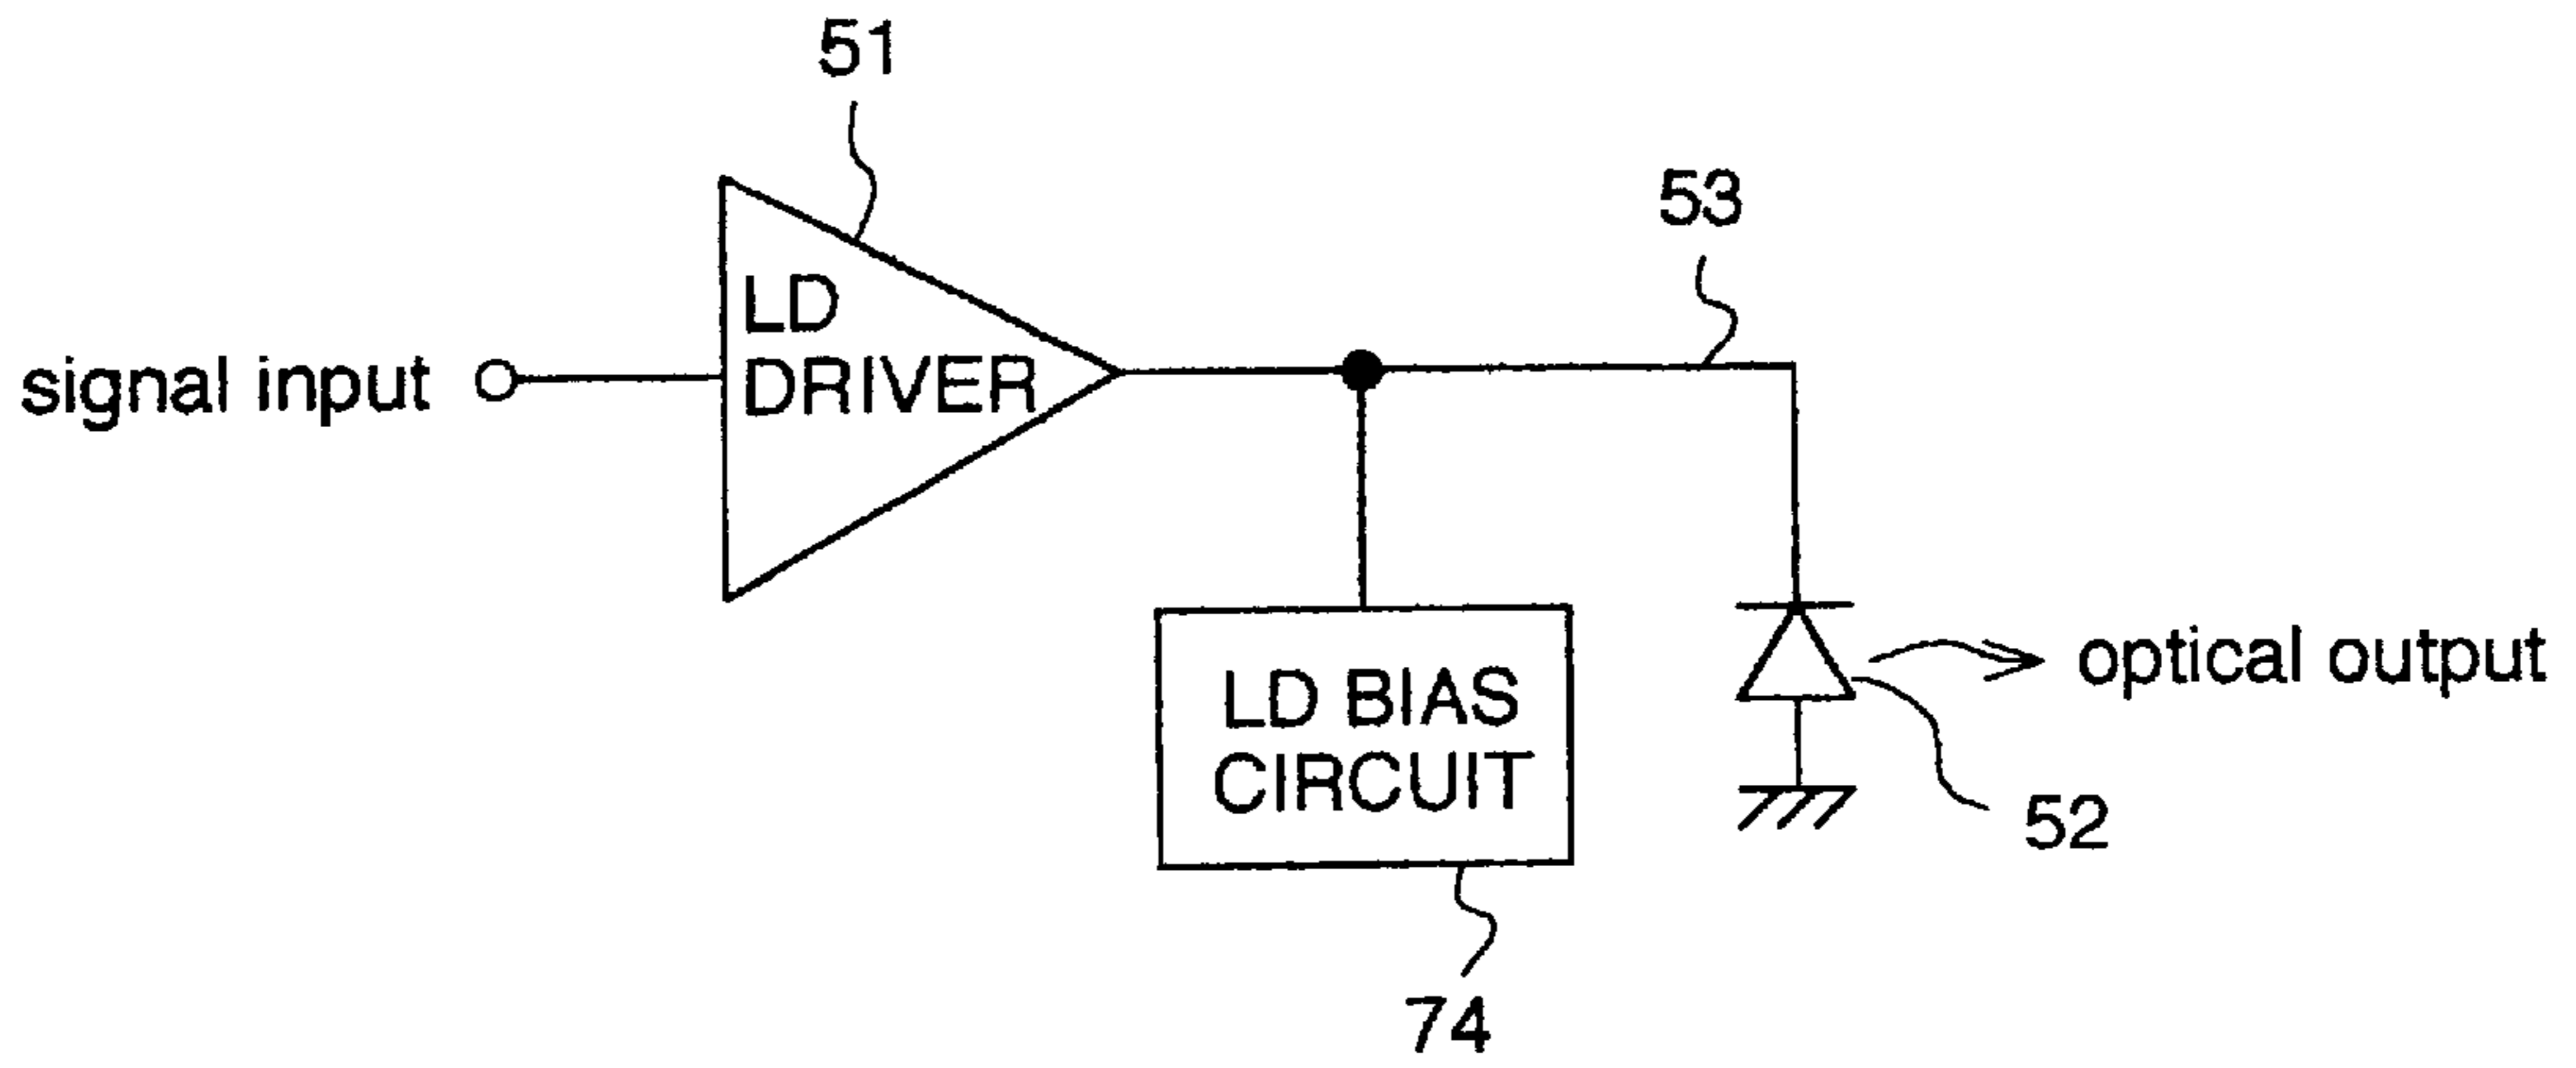 51
53
LD
DRIVER
signal input
optical output
LD BIAS
CIRCUIT
52
74